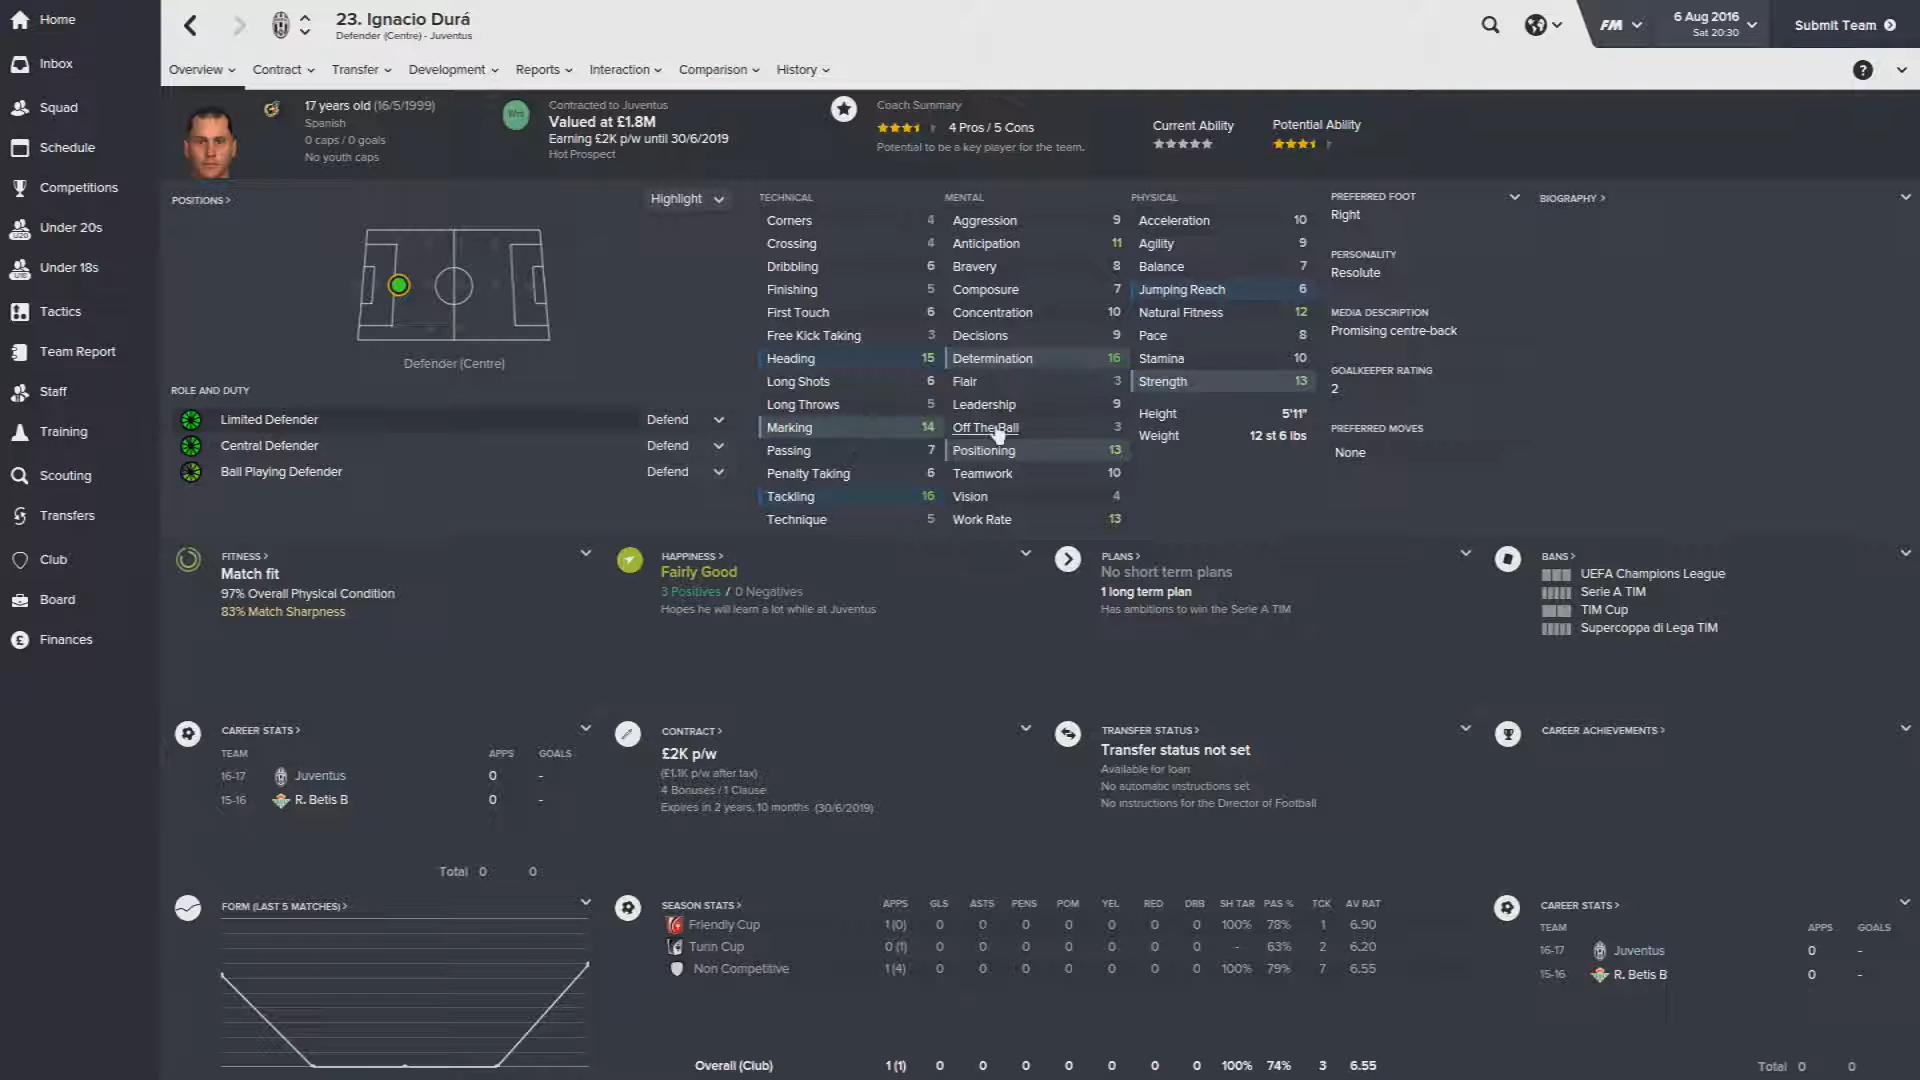 Home
Inbox
Squad
Schedule
Competitions
Under 20s
Under 18s
Tactics
Team Report
Staff
Training
Scouting
Transfers
Club
Board
Finances
23. Ignacio Durá
Defender (Centre) - Juventus
FM
6 Aug 2016
Sat 20:30
Submit Team
Overview Contract Transfer Development Reports Interaction Comparison History
?
17 years old (16/5/1999)
Spanish
0 caps / 0 goals
No youth caps
Wnt
Contracted to Juventus
Valued at £1.8M
Earning £2K p/w until 30/6/2019
Hot Prospect
Coach Summary
4 Pros / 5 Cons
Potential to be a key player for the team.
Current Ability
Potential Ability
POSITIONS >
Highlight
Defender (Centre)
ROLE AND DUTY
Limited Defender Defend
Central Defender Defend
Ball Playing Defender Defend
TECHNICAL
Corners 4
Crossing 4
Dribbling 6
Finishing 5
First Touch 6
Free Kick Taking 3
Heading 15
Long Shots 6
Long Throws 5
Marking 14
Passing 7
Penalty Taking 6
Tackling 16
Technique 5
MENTAL
Aggression 9
Anticipation 11
Bravery 8
Composure 7
Concentration 10
Decisions 9
Determination 16
Flair 3
Leadership 9
Off The Ball 3
Positioning 13
Teamwork 10
Vision 4
Work Rate 13
PHYSICAL
Acceleration 10
Agility 9
Balance 7
Jumping Reach 6
Natural Fitness 12
Pace 8
Stamina 10
Strength 13
Height 5'11"
Weight 12 st 6 lbs
PREFERRED FOOT
Right
PERSONALITY
Resolute
MEDIA DESCRIPTION
Promising centre-back
GOALKEEPER RATING
2
PREFERRED MOVES
None
BIOGRAPHY >
FITNESS >
Match fit
97% Overall Physical Condition
83% Match Sharpness
HAPPINESS >
Fairly Good
3 Positives / 0 Negatives
Hopes he will learn a lot while at Juventus
PLANS >
No short term plans
1 long term plan
Has ambitions to win the Serie A TIM
BANS >
UEFA Champions League
Serie A TIM
TIM Cup
Supercoppa di Lega TIM
CAREER STATS >
TEAM APPS GOALS
16-17 Juventus 0 -
15-16 R. Betis B 0 -
Total 0 0
CONTRACT >
£2K p/w
(£1.1K p/w after tax)
4 Bonuses / 1 Clause
Expires in 2 years, 10 months (30/6/2019)
TRANSFER STATUS >
Transfer status not set
Available for loan
No automatic instructions set
No instructions for the Director of Football
CAREER ACHIEVEMENTS >
FORM (LAST 5 MATCHES) >
SEASON STATS > APPS GLS ASTS PENS POM YEL RED DRB SH TAR PAS % TCK AV RAT
Friendly Cup 1 (0) 0 0 0 0 0 0 0 100% 78% 1 6.90
Turin Cup 0 (1) 0 0 0 0 0 0 0 - 63% 2 6.20
Non Competitive 1 (4) 0 0 0 0 0 0 0 100% 79% 7 6.55
Overall (Club) 1 (1) 0 0 0 0 0 0 0 100% 74% 3 6.55
CAREER STATS >
TEAM APPS GOALS
16-17 Juventus 0 -
15-16 R. Betis B 0 -
Total 0 0